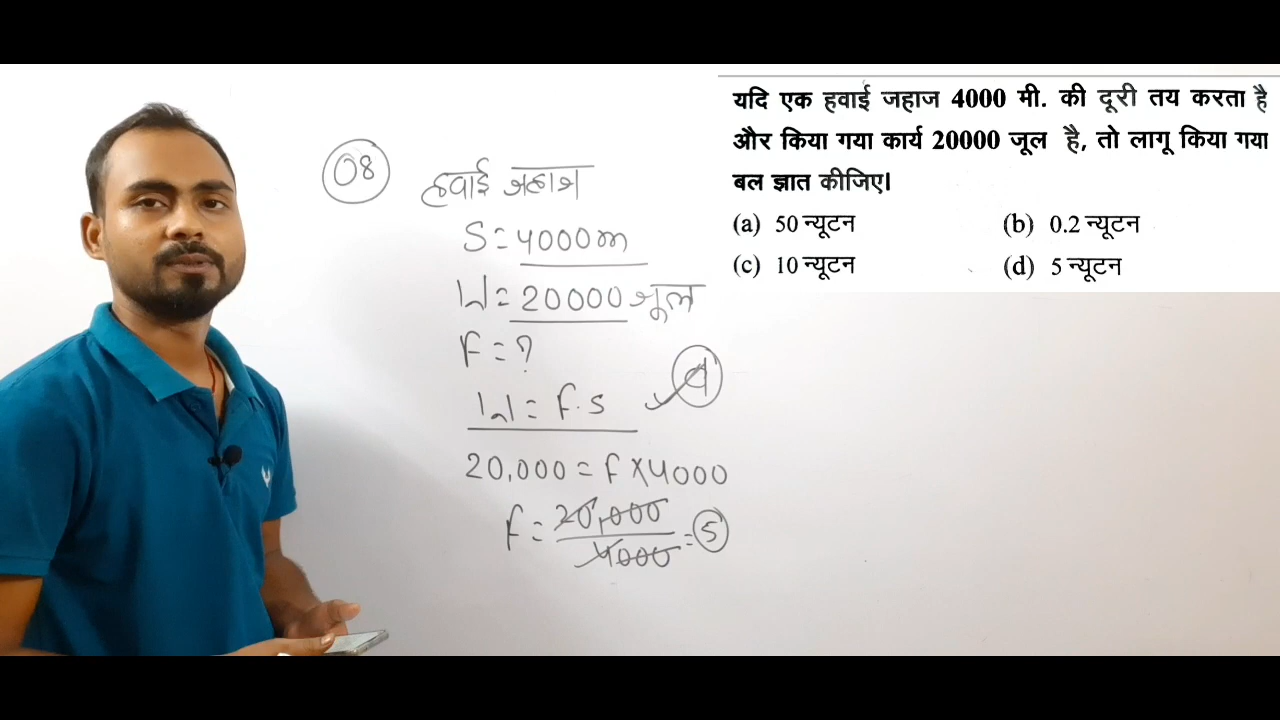 यदि एक हवाई जहाज 4000 मी. की दूरी तय करता है
और किया गया कार्य 20000 जूल है, तो लागू किया गया
बल ज्ञात कीजिए।
(a) 50 न्यूटन (b) 0.2 न्यूटन
(c) 10 न्यूटन (d) 5 न्यूटन
08
हवाई जहाज
S = 4000m
W = 20000 जूल
F = ?
W = F.S
d
20,000 = F × 4000
F = 20,000 / 4000 = 5